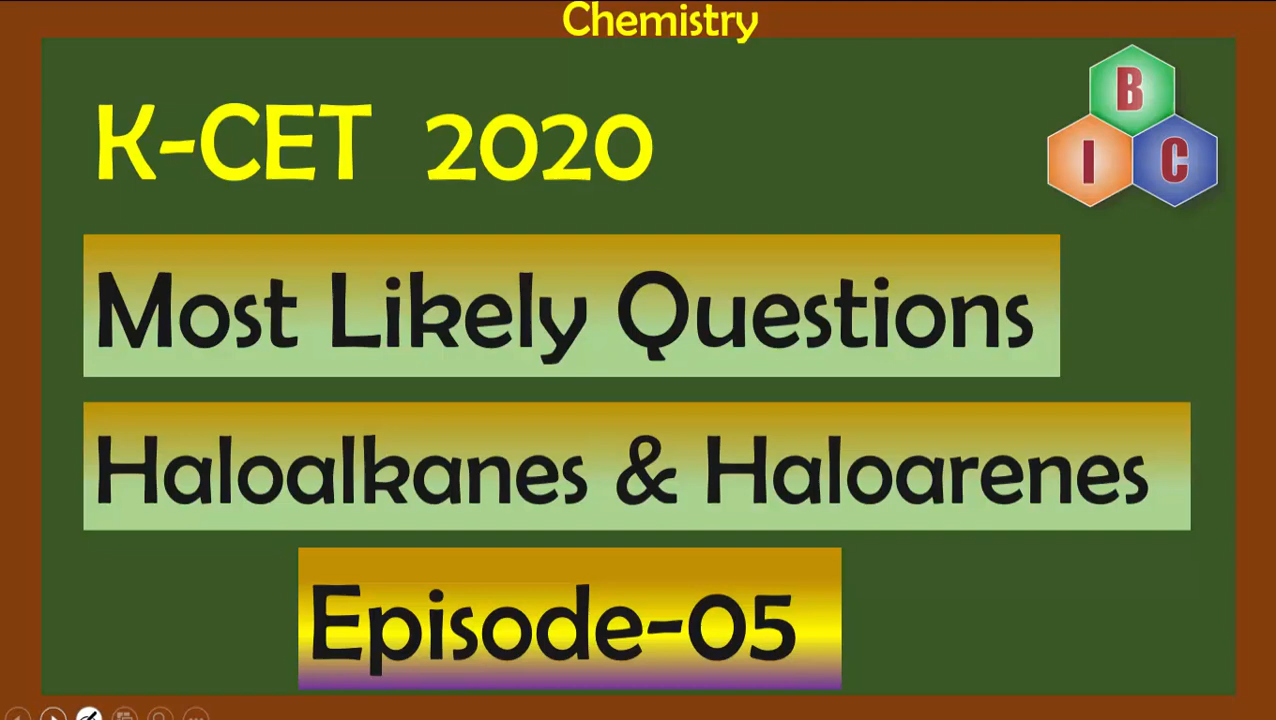 Chemistry
K-CET 2020
B
I C
Most Likely Questions
Haloalkanes & Haloarenes
Episode-05